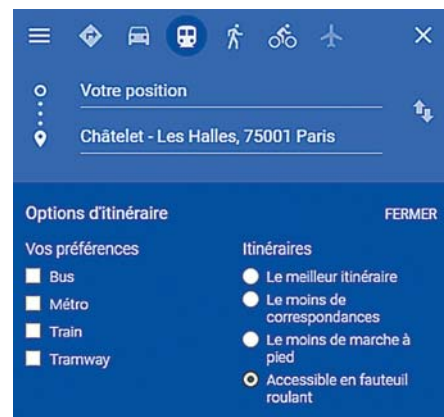 Votre position
Châtelet - Les Halles, 75001 Paris
Options d'itinéraire
FERMER
Vos préférences
Bus
Métro
Train
Tramway
Itinéraires
Le meilleur itinéraire
Le moins de
correspondances
Le moins de marche à
pied
Accessible en fauteuil
roulant